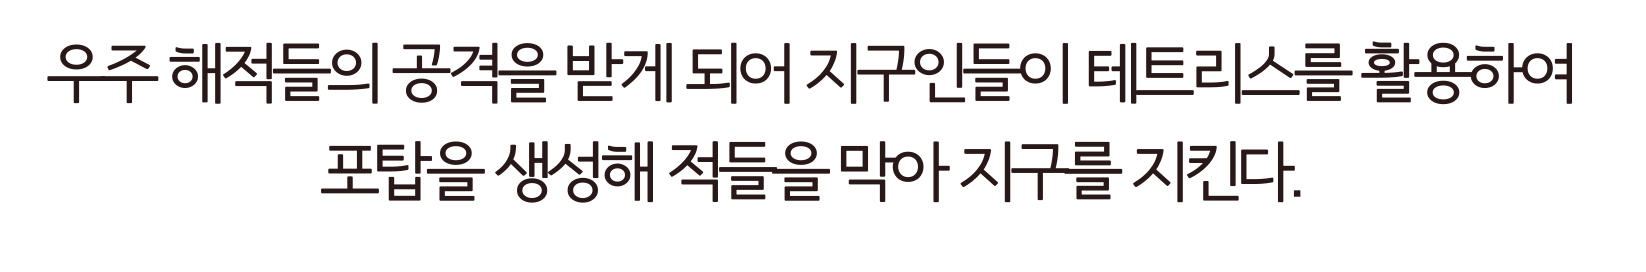 우주 해적들의 공격을 받게 되어 지구인들이 테트리스를 활용하여
포탑을 생성해 적들을 막아 지구를 지킨다.